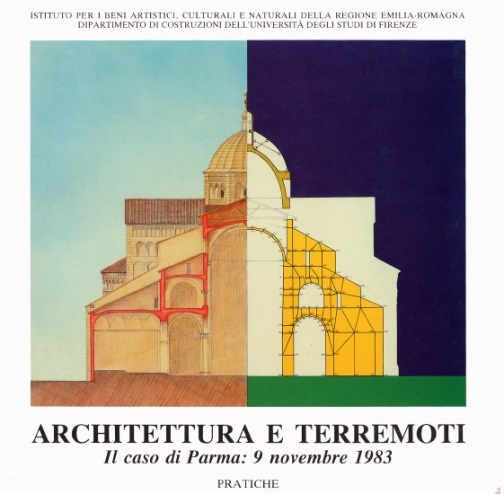 ISTITUTO PER I BENI ARTISTICI, CULTURALI E NATURALI DELLA REGIONE EMILIA-ROMAGNA
DIPARTIMENTO DI COSTRUZIONI DELL'UNIVERSITÀ DEGLI STUDI DI FIRENZE
ARCHITETTURA E TERREMOTI
Il caso di Parma: 9 novembre 1983
PRATICHE